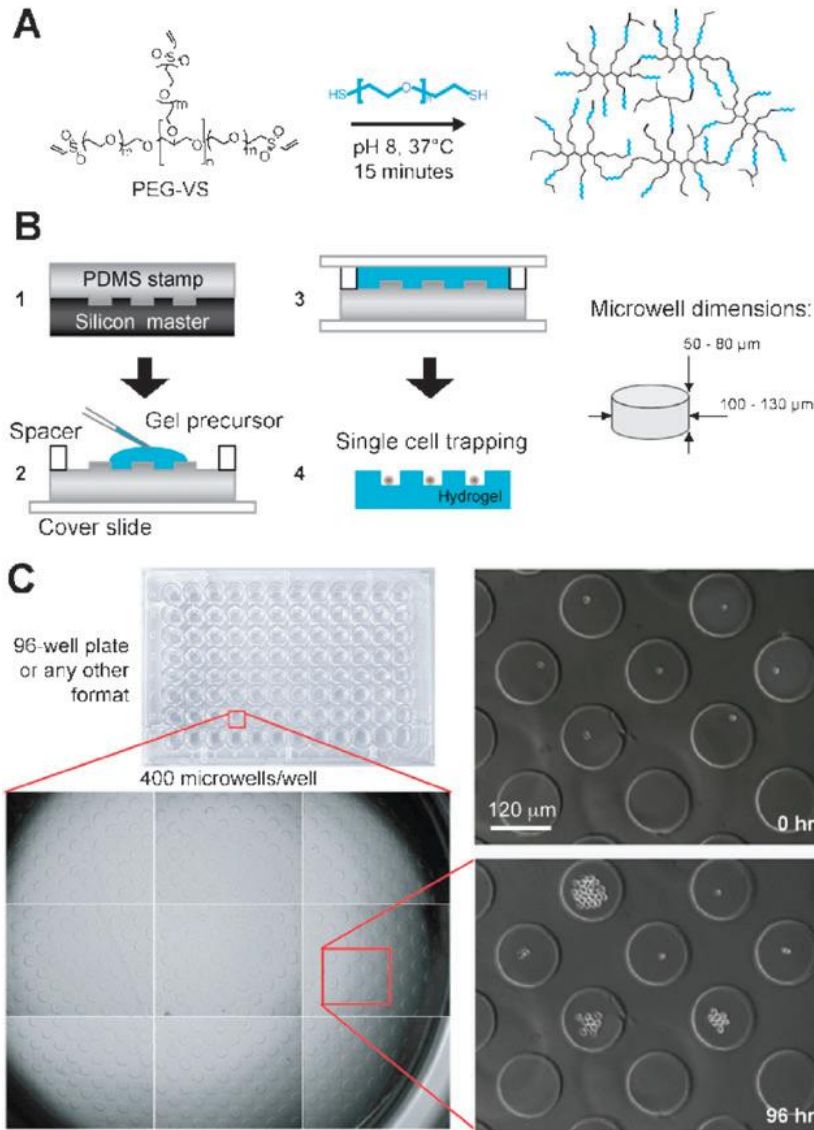 A
O
S
O
m
O
O
S
O
O
n
O
O
O
n
O
O
m
S
O
O
PEG-VS
HS
O
n
SH
pH 8, 37°C
15 minutes
B
1
PDMS stamp
Silicon master
Spacer
Gel precursor
2
Cover slide
3
Single cell trapping
4
Hydrogel
Microwell dimensions:
50 - 80 µm
100 - 130 µm
C
96-well plate
or any other
format
400 microwells/well
120 µm
0 hr
96 hr